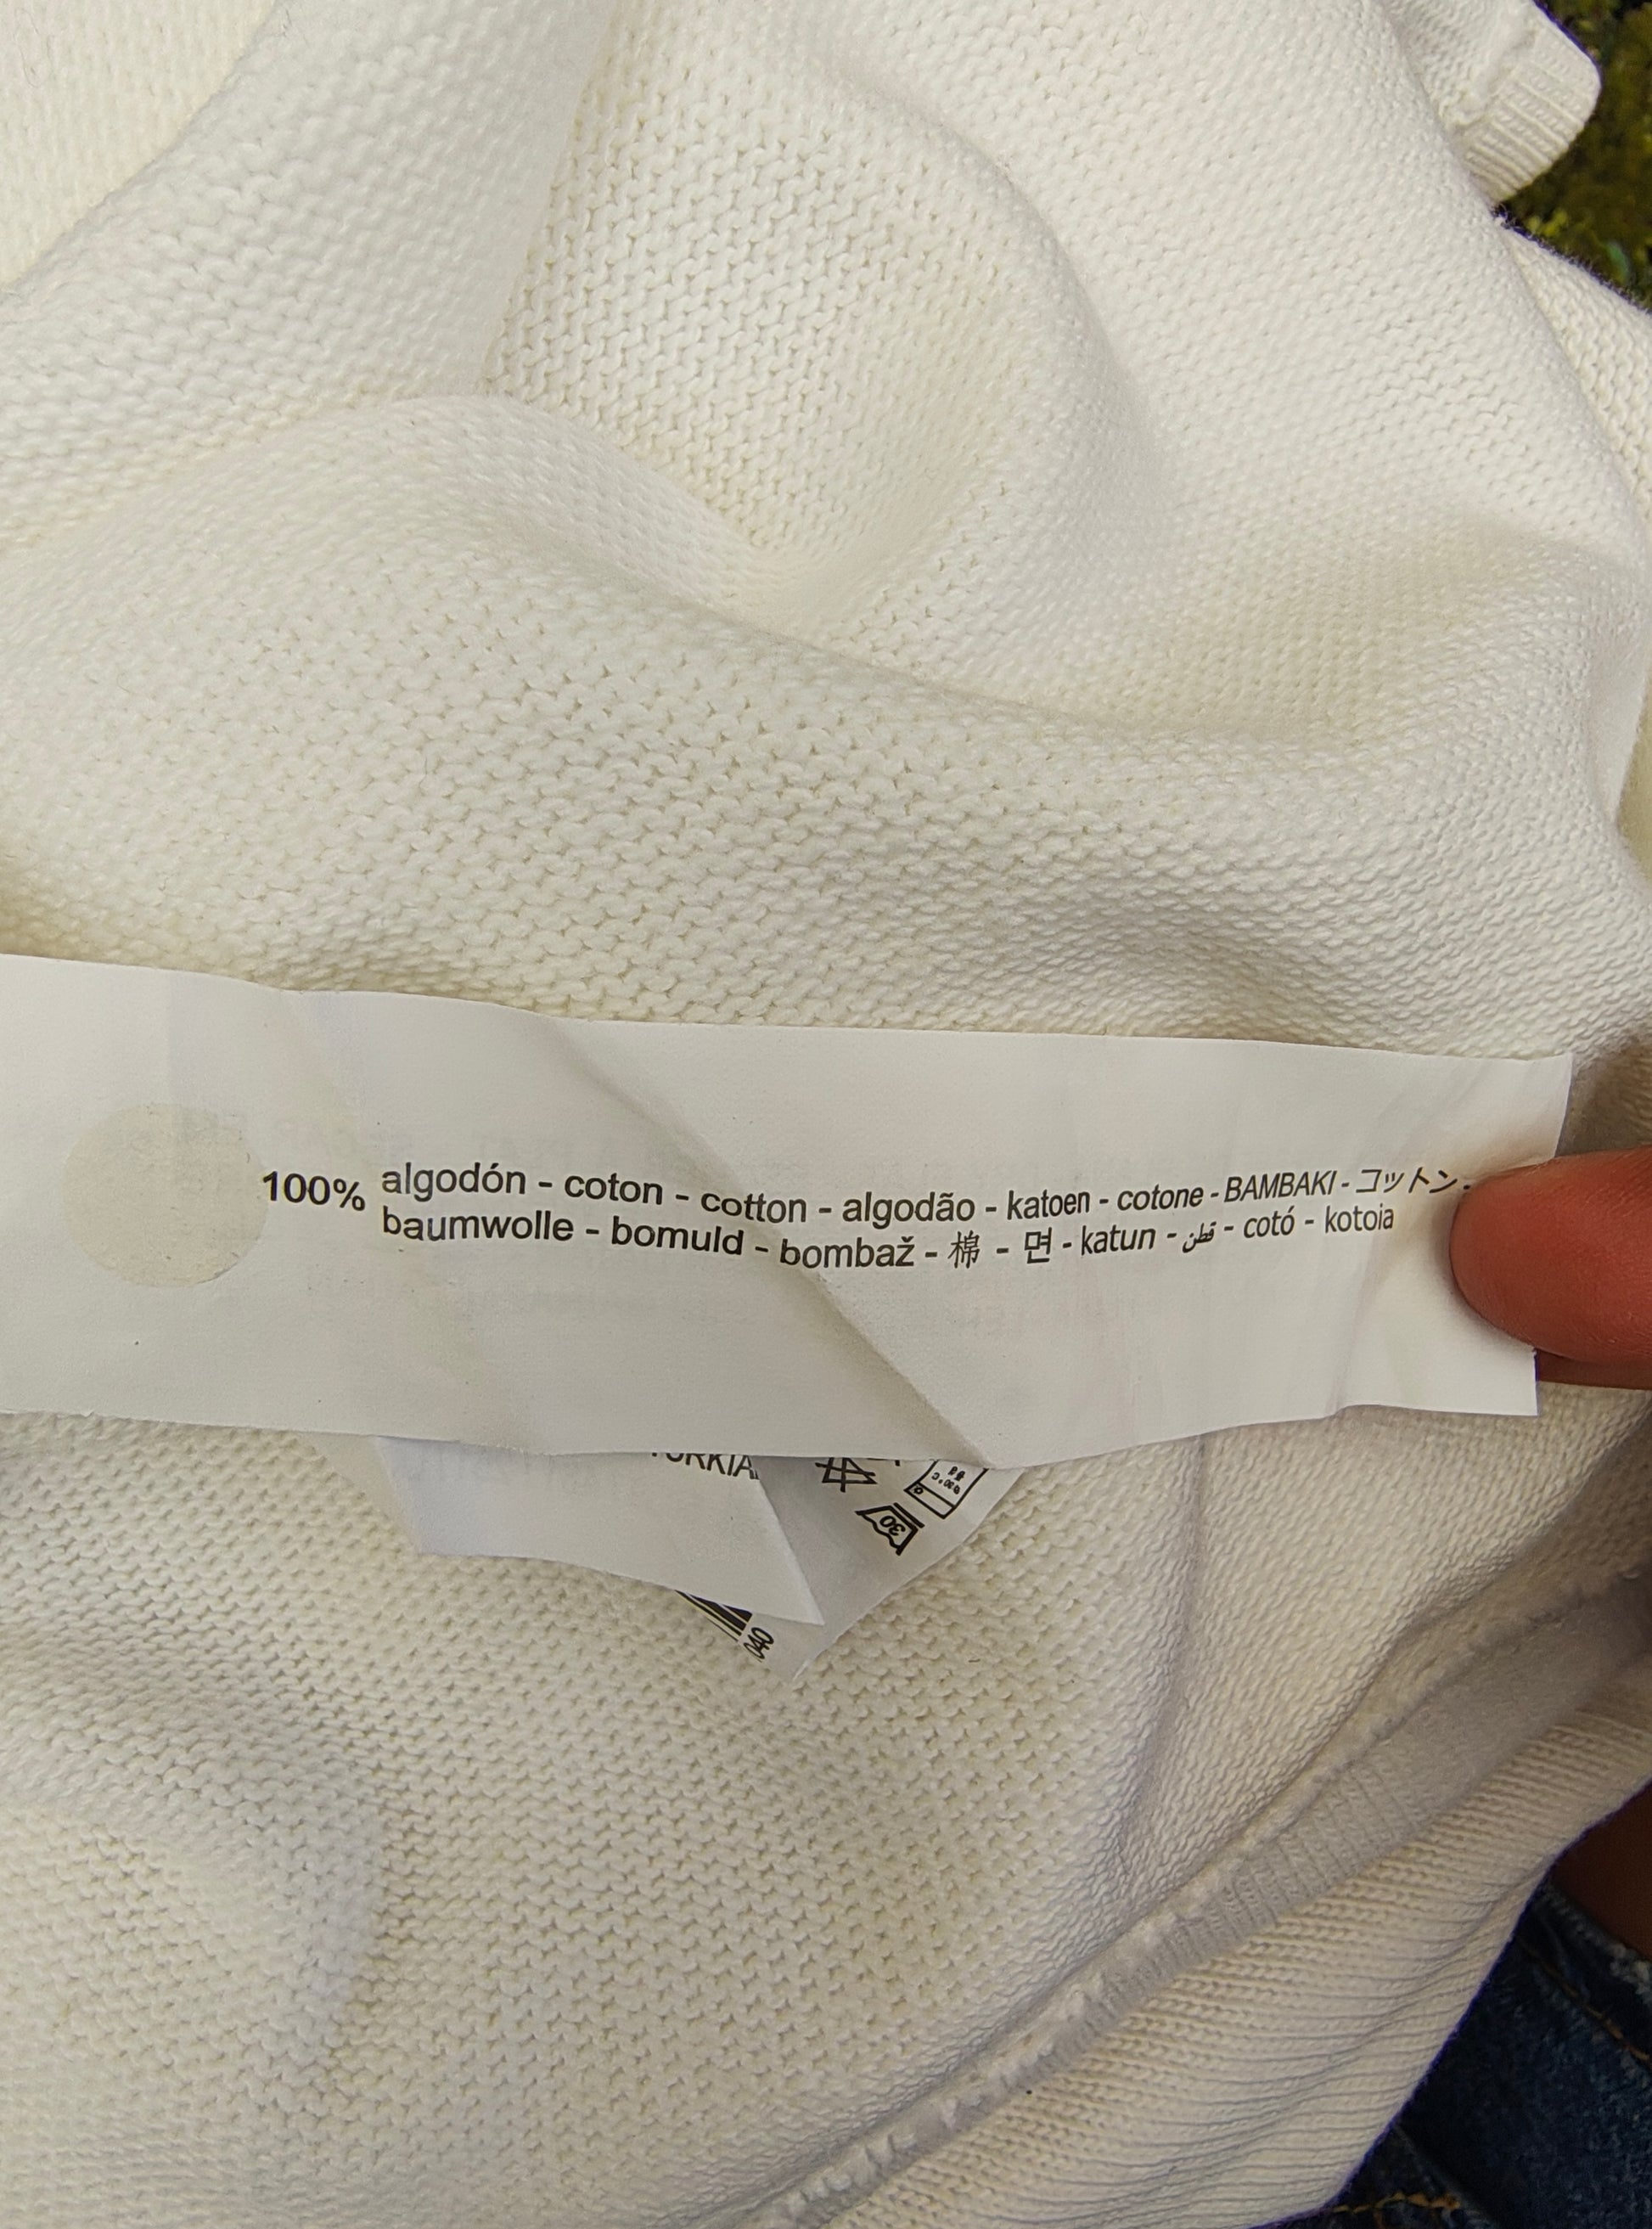 100% algodón - coton - cotton - algodão - katoen - cotone - BAMBAKI - コットン -
baumwolle - bomuld - bombaž - 棉 - 면 - katun - قطن - cotó - kotoia
30